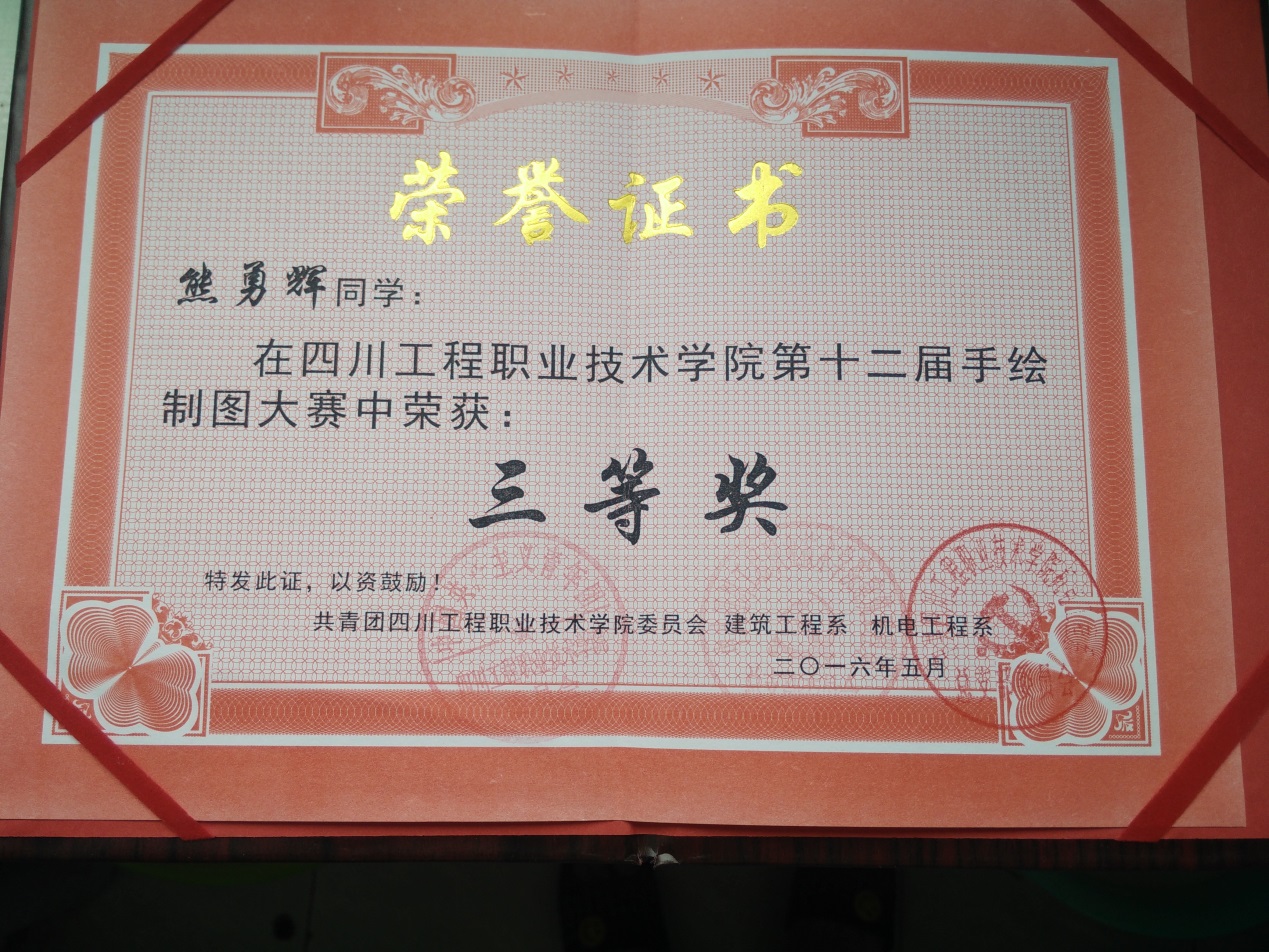 荣誉证书
熊勇辉同学：
在四川工程职业技术学院第十二届手绘
制图大赛中荣获：
三等奖
特发此证，以资鼓励！
共青团四川工程职业技术学院委员会 建筑工程系 机电工程系
二〇一六年五月